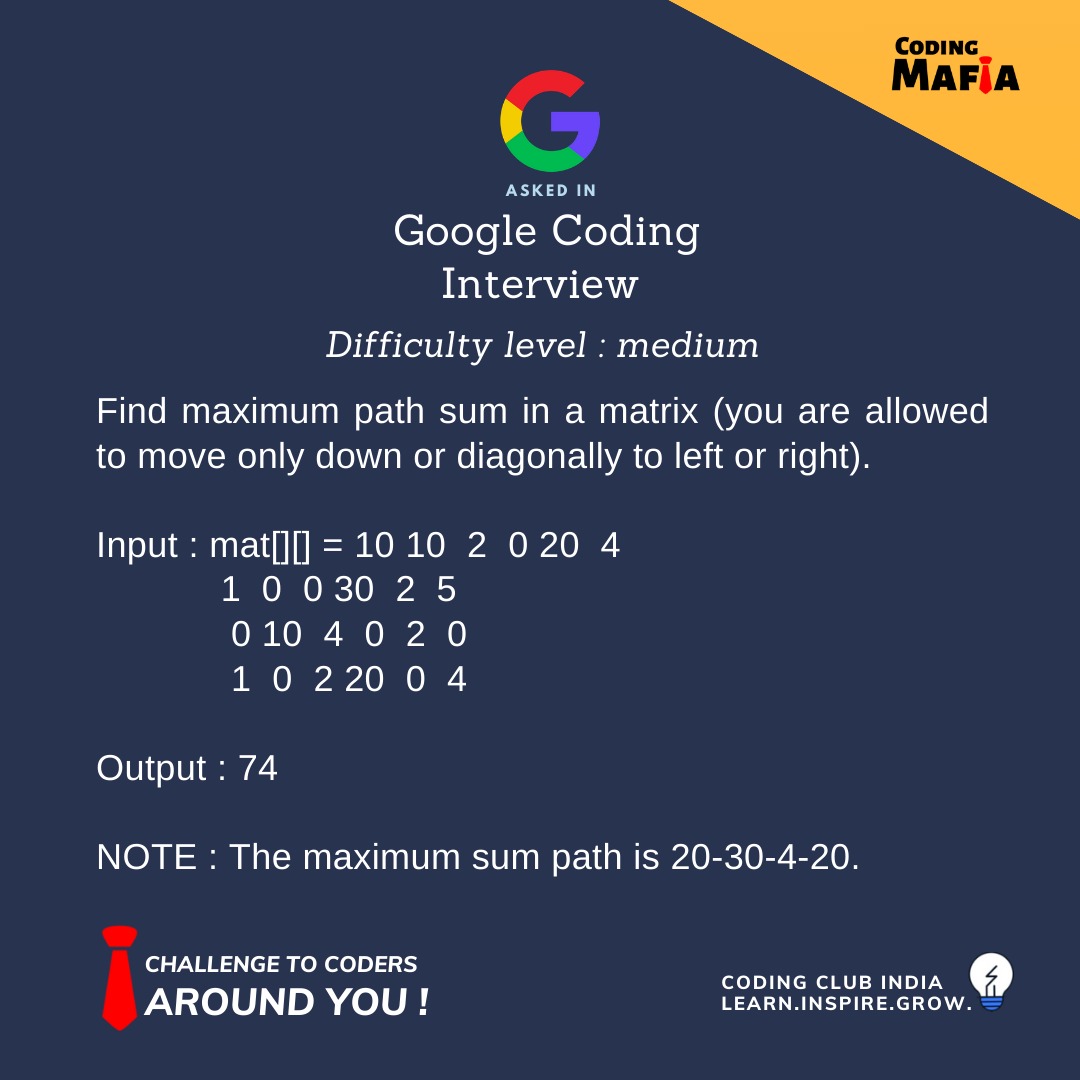 CODING
MAFIA
ASKED IN
Google Coding
Interview
Difficulty level : medium
Find maximum path sum in a matrix (you are allowed
to move only down or diagonally to left or right).
Input : mat[][] = 10 10  2  0 20  4
1  0  0 30  2  5
0 10  4  0  2  0
1  0  2 20  0  4
Output : 74
NOTE : The maximum sum path is 20-30-4-20.
CHALLENGE TO CODERS
AROUND YOU !
CODING CLUB INDIA
LEARN.INSPIRE.GROW.